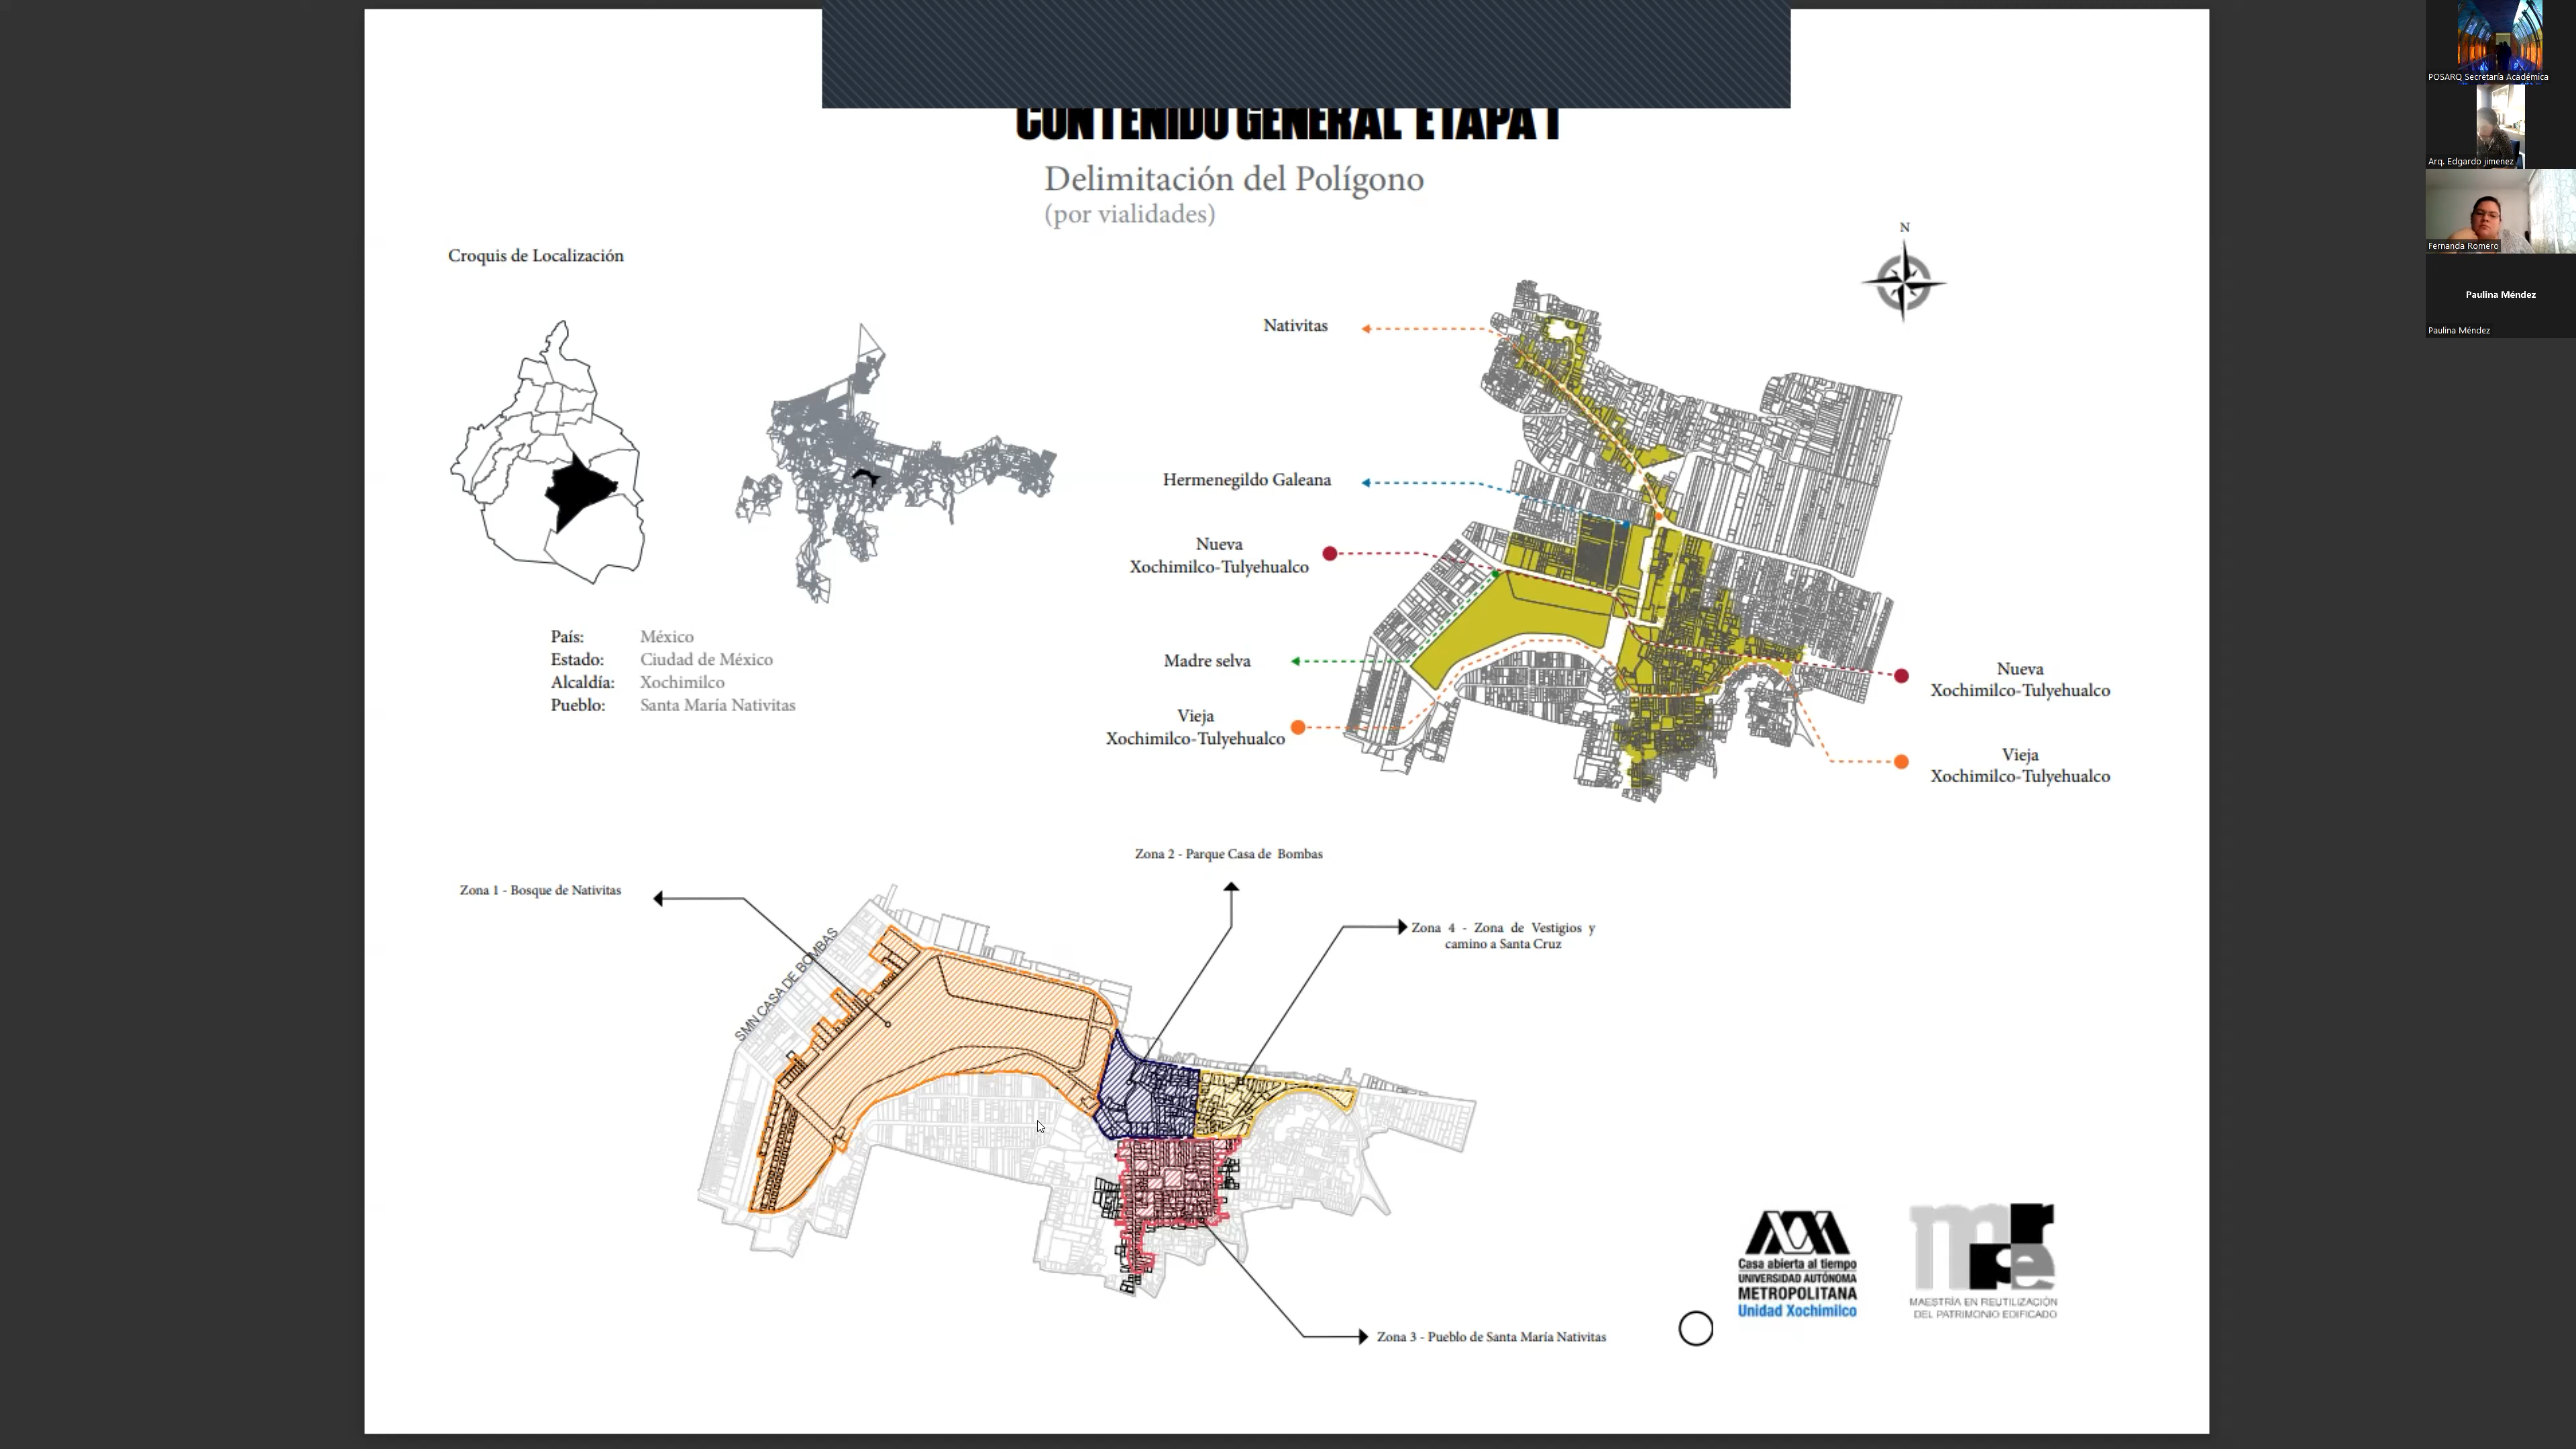 CONTENIDO GENERAL ETAPA I
Delimitación del Polígono
(por vialidades)
Croquis de Localización
N
Nativitas
Hermenegildo Galeana
Nueva
Xochimilco-Tulyehualco
Madre selva
Vieja
Xochimilco-Tulyehualco
Nueva
Xochimilco-Tulyehualco
Vieja
Xochimilco-Tulyehualco
País: México
Estado: Ciudad de México
Alcaldía: Xochimilco
Pueblo: Santa María Nativitas
Zona 2 - Parque Casa de Bombas
Zona 1 - Bosque de Nativitas
Zona 4 - Zona de Vestigios y
camino a Santa Cruz
SMN CASA DE BOMBAS
Zona 3 - Pueblo de Santa María Nativitas
Casa abierta al tiempo
UNIVERSIDAD AUTÓNOMA
METROPOLITANA
Unidad Xochimilco
mrpe
MAESTRÍA EN REUTILIZACIÓN
DEL PATRIMONIO EDIFICADO
POSARQ Secretaría Académica
Arq. Edgardo jimenez
Fernanda Romero
Paulina Méndez
Paulina Méndez